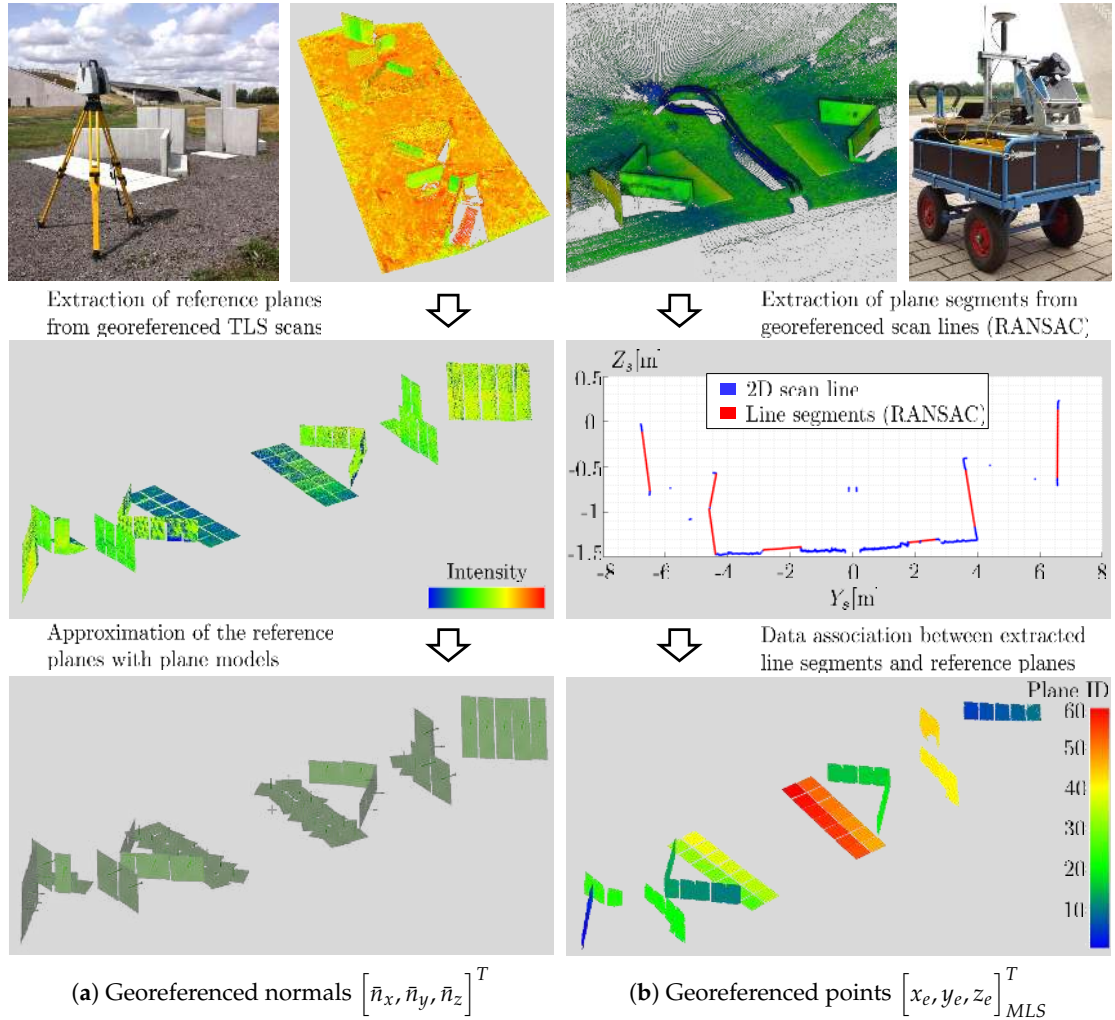 Extraction of reference planes
from georeferenced TLS scans
Extraction of plane segments from
georeferenced scan lines (RANSAC)
Intensity
Z_s[m]
0.5
0
-0.5
-1
-1.5
2D scan line
Line segments (RANSAC)
-8 -6 -4 -2 0 2 4 6 8
Y_s[m]
Approximation of the reference
planes with plane models
Data association between extracted
line segments and reference planes
Plane ID
60
50
40
30
20
10
(a) Georeferenced normals [n̄_x, n̄_y, n̄_z]^T
(b) Georeferenced points [x_e, y_e, z_e]^T_MLS